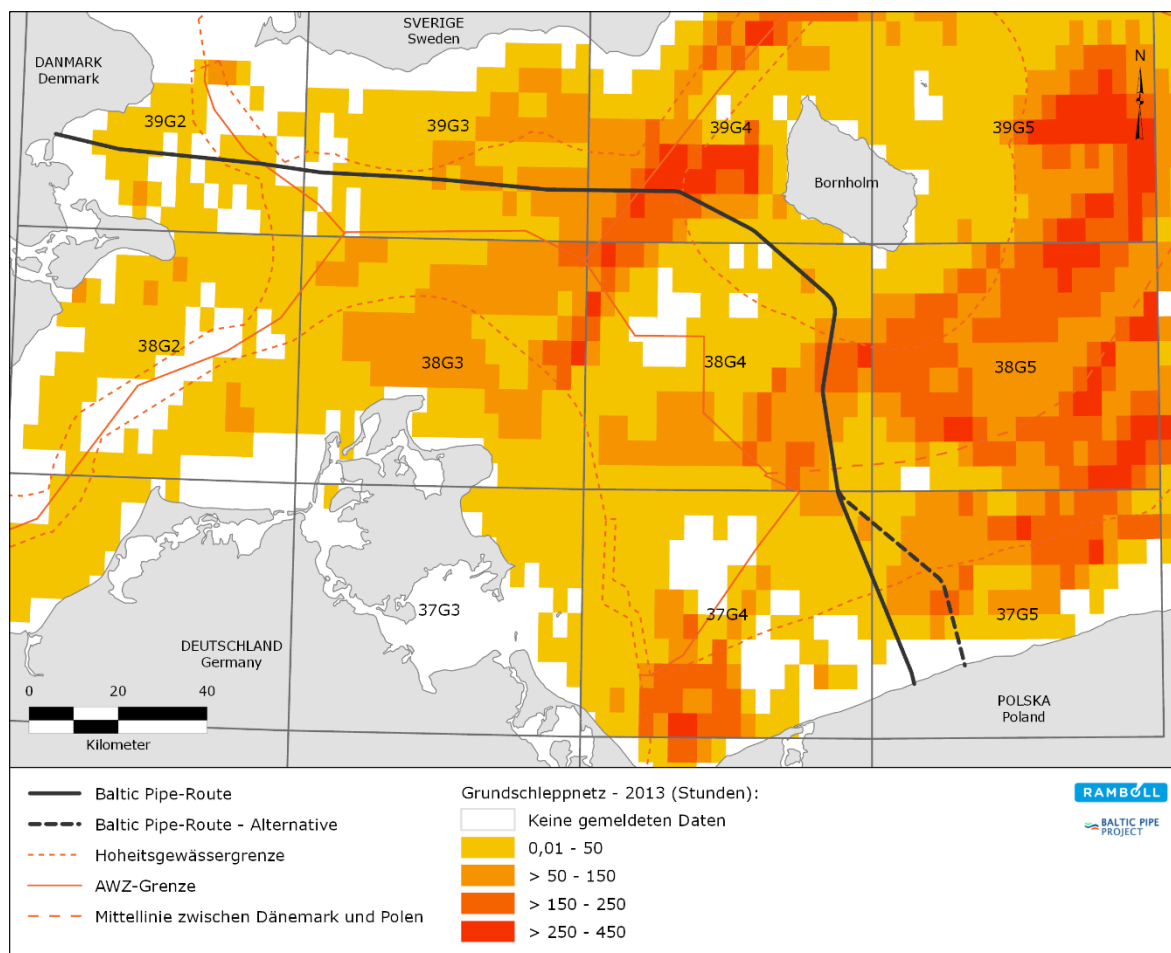 SVERIGE
Sweden
DANMARK
Denmark
N
39G2
39G3
39G4
39G5
Bornholm
38G2
38G3
38G4
38G5
37G3
37G4
37G5
DEUTSCHLAND
Germany
POLSKA
Poland
0 20 40
Kilometer
Baltic Pipe-Route
Baltic Pipe-Route - Alternative
Hoheitsgewässergrenze
AWZ-Grenze
Mittellinie zwischen Dänemark und Polen
Grundschleppnetz - 2013 (Stunden):
Keine gemeldeten Daten
0,01 - 50
> 50 - 150
> 150 - 250
> 250 - 450
RAMBOLL
BALTIC PIPE
PROJECT